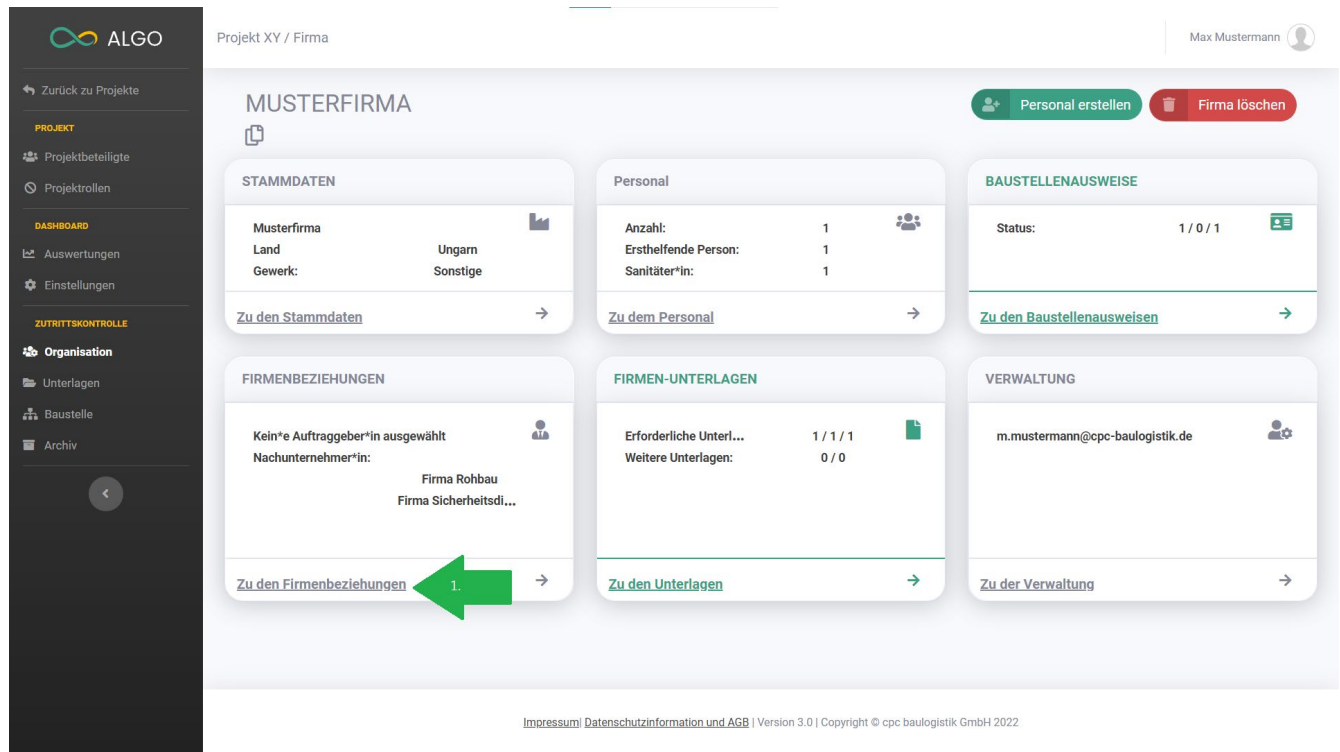 ALGO
Projekt XY / Firma
Max Mustermann
Zurück zu Projekte
PROJEKT
Projektbeteiligte
Projektrollen
DASHBOARD
Auswertungen
Einstellungen
ZUTRITTSKONTROLLE
Organisation
Unterlagen
Baustelle
Archiv
MUSTERFIRMA
Personal erstellen
Firma löschen
STAMMDATEN
Musterfirma
Land Ungarn
Gewerk: Sonstige
Zu den Stammdaten
Personal
Anzahl: 1
Ersthelfende Person: 1
Sanitäter*in: 1
Zu dem Personal
BAUSTELLENAUSWEISE
Status: 1 / 0 / 1
Zu den Baustellenausweisen
FIRMENBEZIEHUNGEN
Kein*e Auftraggeber*in ausgewählt
Nachunternehmer*in:
Firma Rohbau
Firma Sicherheitsdi...
Zu den Firmenbeziehungen 1.
FIRMEN-UNTERLAGEN
Erforderliche Unterl... 1 / 1 / 1
Weitere Unterlagen: 0 / 0
Zu den Unterlagen
VERWALTUNG
m.mustermann@cpc-baulogistik.de
Zu der Verwaltung
Impressum| Datenschutzinformation und AGB | Version 3.0 | Copyright © cpc baulogistik GmbH 2022